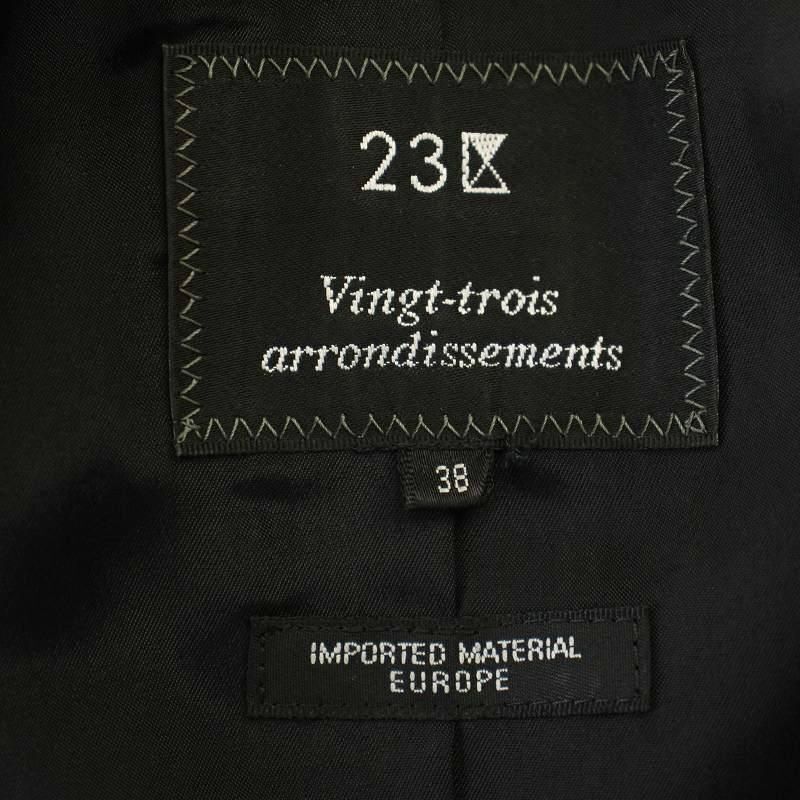 23区
Vingt-trois
arrondissements
38
IMPORTED MATERIAL
EUROPE